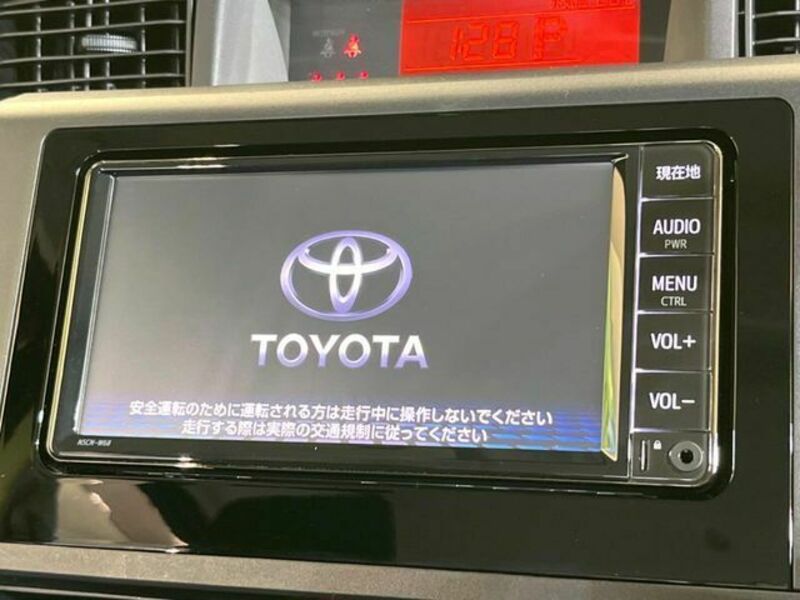 128 P
現在地
AUDIO
PWR
MENU
CTRL
VOL+
VOL-
TOYOTA
安全運転のために運転される方は走行中に操作しないでください
走行する際は実際の交通規制に従ってください
NSCN-W68